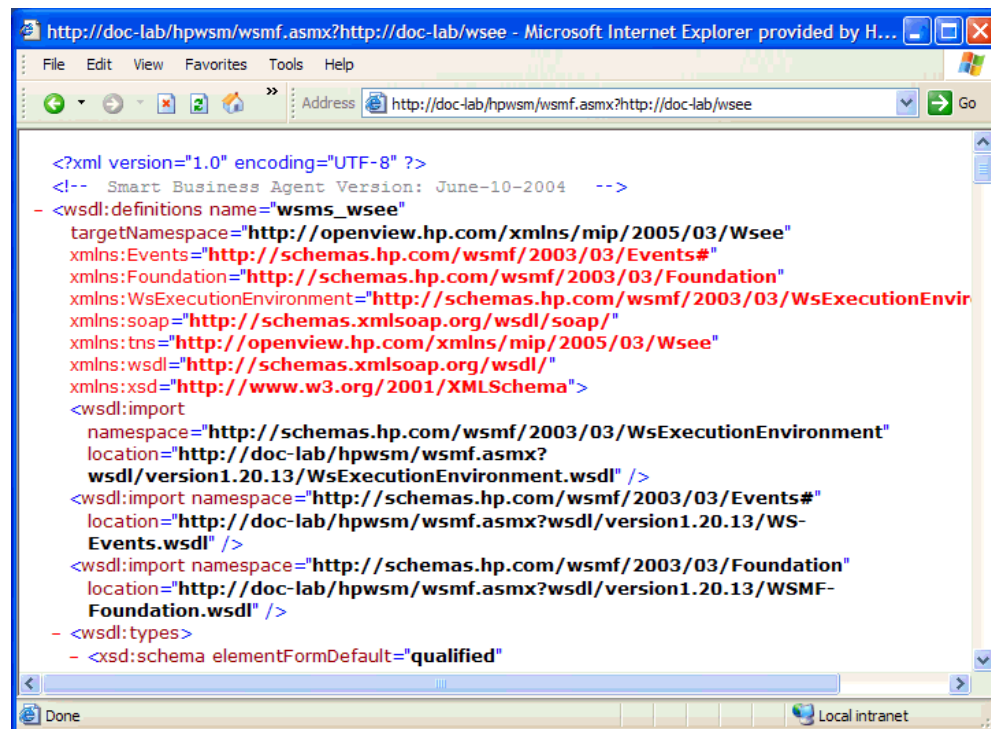 http://doc-lab/hpwsm/wsmf.asmx?http://doc-lab/wsee - Microsoft Internet Explorer provided by H...
File Edit View Favorites Tools Help
» Address http://doc-lab/hpwsm/wsmf.asmx?http://doc-lab/wsee Go
<?xml version="1.0" encoding="UTF-8" ?>
<!-- Smart Business Agent Version: June-10-2004 -->
- <wsdl:definitions name="wsms_wsee"
targetNamespace="http://openview.hp.com/xmlns/mip/2005/03/Wsee"
xmlns:Events="http://schemas.hp.com/wsmf/2003/03/Events#"
xmlns:Foundation="http://schemas.hp.com/wsmf/2003/03/Foundation"
xmlns:WsExecutionEnvironment="http://schemas.hp.com/wsmf/2003/03/WsExecutionEnvir
xmlns:soap="http://schemas.xmlsoap.org/wsdl/soap/"
xmlns:tns="http://openview.hp.com/xmlns/mip/2005/03/Wsee"
xmlns:wsdl="http://schemas.xmlsoap.org/wsdl/"
xmlns:xsd="http://www.w3.org/2001/XMLSchema">
<wsdl:import
namespace="http://schemas.hp.com/wsmf/2003/03/WsExecutionEnvironment"
location="http://doc-lab/hpwsm/wsmf.asmx?
wsdl/version1.20.13/WsExecutionEnvironment.wsdl" />
<wsdl:import namespace="http://schemas.hp.com/wsmf/2003/03/Events#"
location="http://doc-lab/hpwsm/wsmf.asmx?wsdl/version1.20.13/WS-
Events.wsdl" />
<wsdl:import namespace="http://schemas.hp.com/wsmf/2003/03/Foundation"
location="http://doc-lab/hpwsm/wsmf.asmx?wsdl/version1.20.13/WSMF-
Foundation.wsdl" />
- <wsdl:types>
- <xsd:schema elementFormDefault="qualified"
Done Local intranet